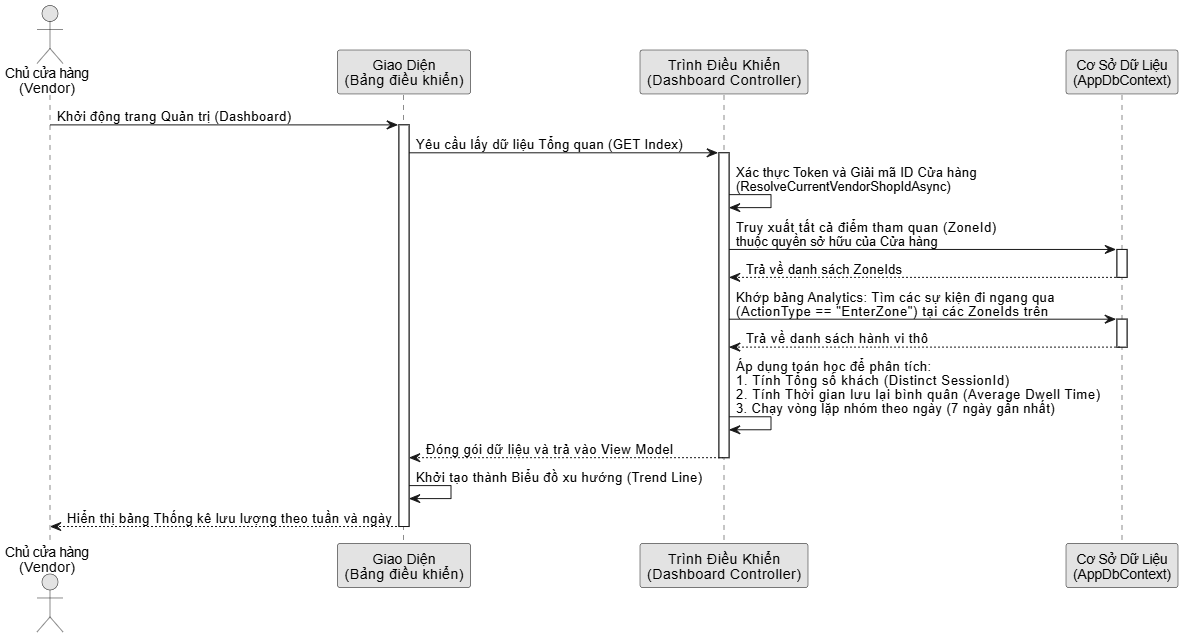 Chủ cửa hàng
(Vendor)
Giao Diện
(Bảng điều khiển)
Trình Điều Khiển
(Dashboard Controller)
Cơ Sở Dữ Liệu
(AppDbContext)
Khởi động trang Quản trị (Dashboard)
Yêu cầu lấy dữ liệu Tổng quan (GET Index)
Xác thực Token và Giải mã ID Cửa hàng
(ResolveCurrentVendorShopIdAsync)
Truy xuất tất cả điểm tham quan (ZoneId)
thuộc quyền sở hữu của Cửa hàng
Trả về danh sách ZoneIds
Khớp bảng Analytics: Tìm các sự kiện đi ngang qua
(ActionType == "EnterZone") tại các ZoneIds trên
Trả về danh sách hành vi thô
Áp dụng toán học để phân tích:
1. Tính Tổng số khách (Distinct SessionId)
2. Tính Thời gian lưu lại bình quân (Average Dwell Time)
3. Chạy vòng lặp nhóm theo ngày (7 ngày gần nhất)
Đóng gói dữ liệu và trả vào View Model
Khởi tạo thành Biểu đồ xu hướng (Trend Line)
Hiển thị bảng Thống kê lưu lượng theo tuần và ngày
Chủ cửa hàng
(Vendor)
Giao Diện
(Bảng điều khiển)
Trình Điều Khiển
(Dashboard Controller)
Cơ Sở Dữ Liệu
(AppDbContext)